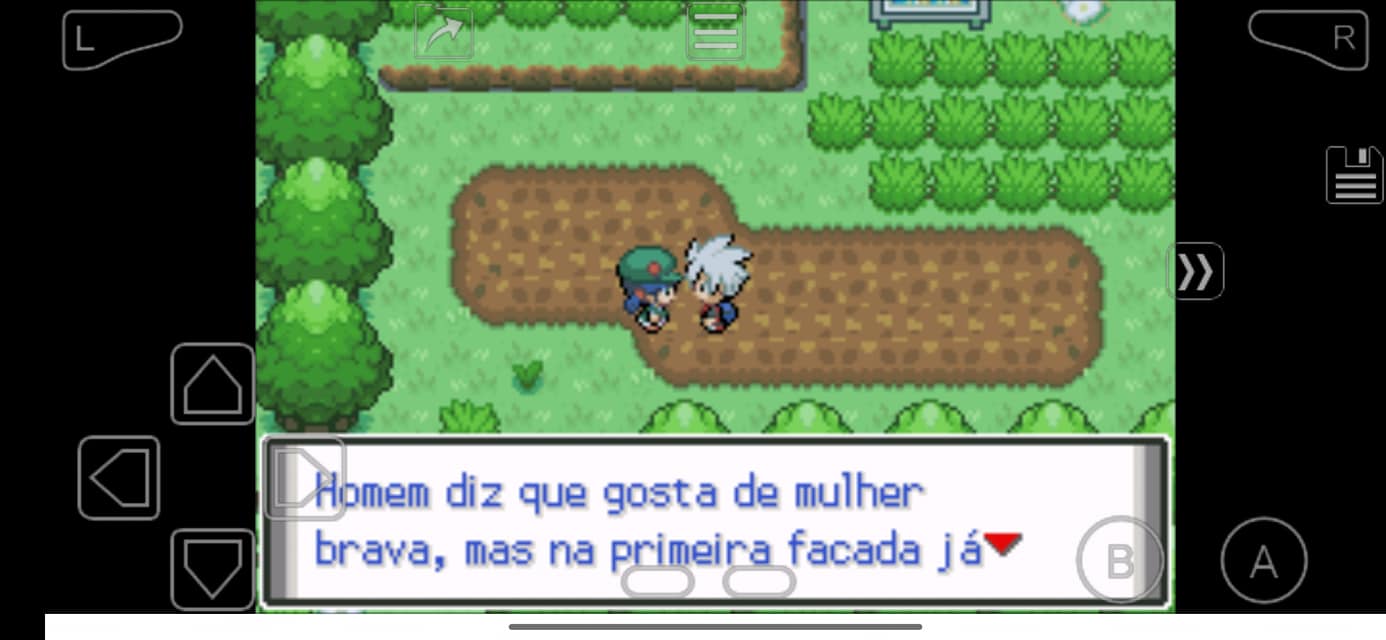 L
R
Homem diz que gosta de mulher
brava, mas na primeira facada já
B
A